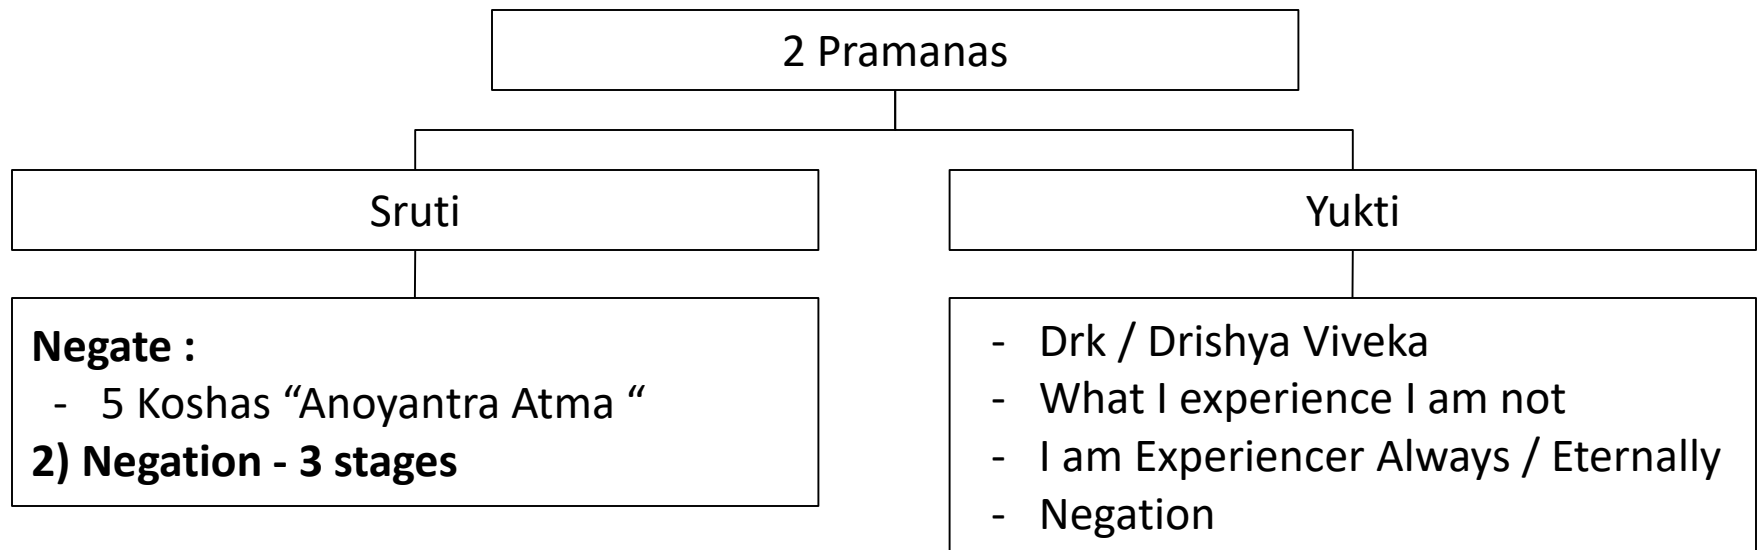 2 Pramanas
Sruti
Yukti
Negate :
- 5 Koshas “Anoyantra Atma “
2) Negation - 3 stages
- Drk / Drishya Viveka
- What I experience I am not
- I am Experiencer Always / Eternally
- Negation